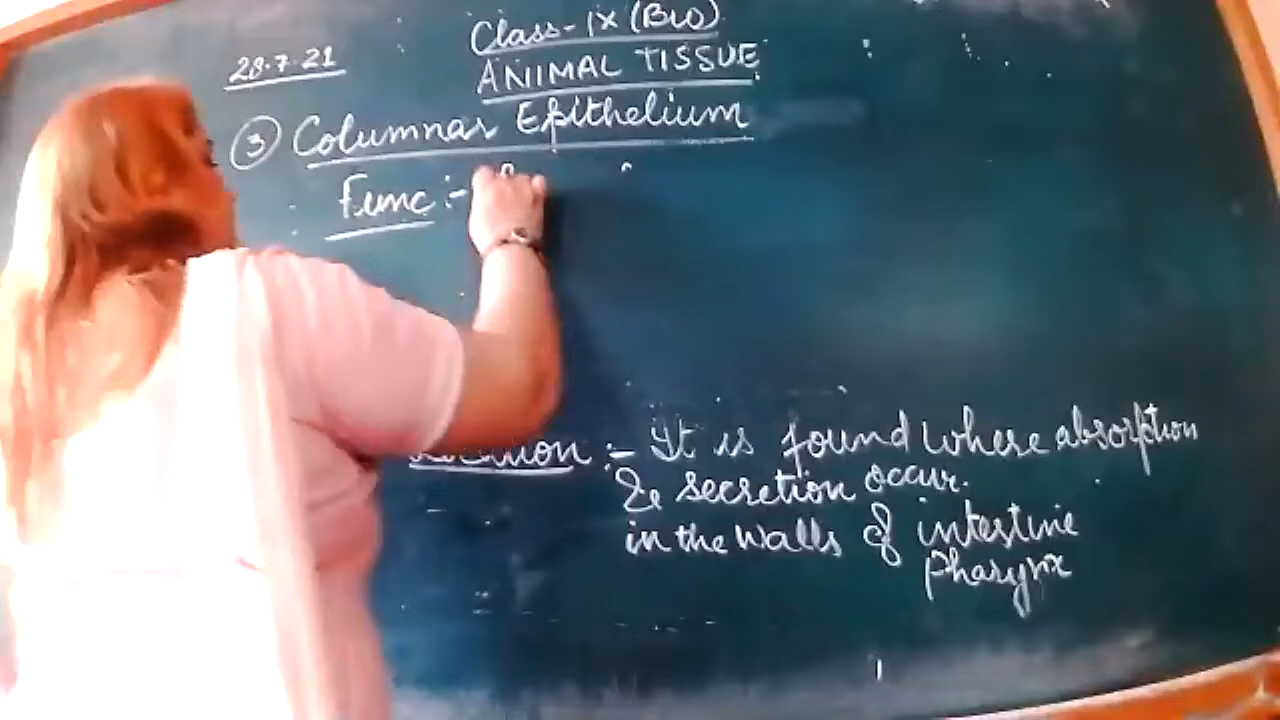 Class-IX (Bio)
28.7.21
ANIMAL TISSUE
③ Columnar Epithelium
Func :-
:- It is found where absorption
& secretion occur.
in the walls of intestine
Pharynx